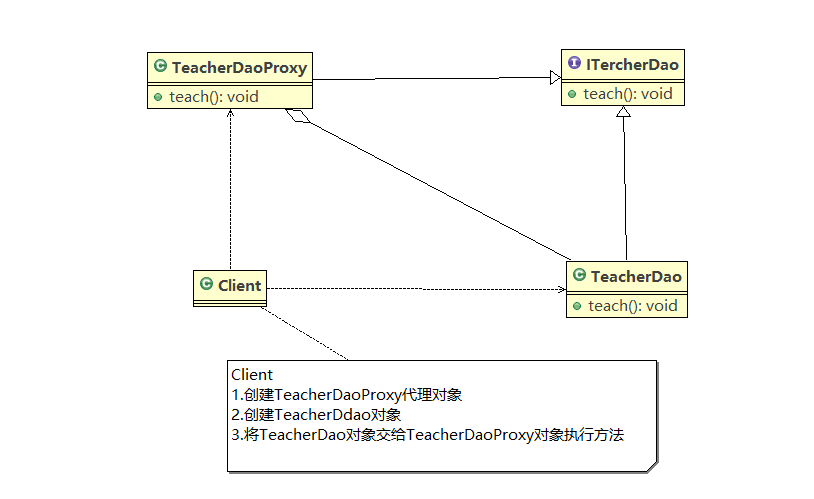 TeacherDaoProxy
teach(): void
ITercherDao
teach(): void
Client
TeacherDao
teach(): void
Client
1.创建TeacherDaoProxy代理对象
2.创建TeacherDdao对象
3.将TeacherDao对象交给TeacherDaoProxy对象执行方法